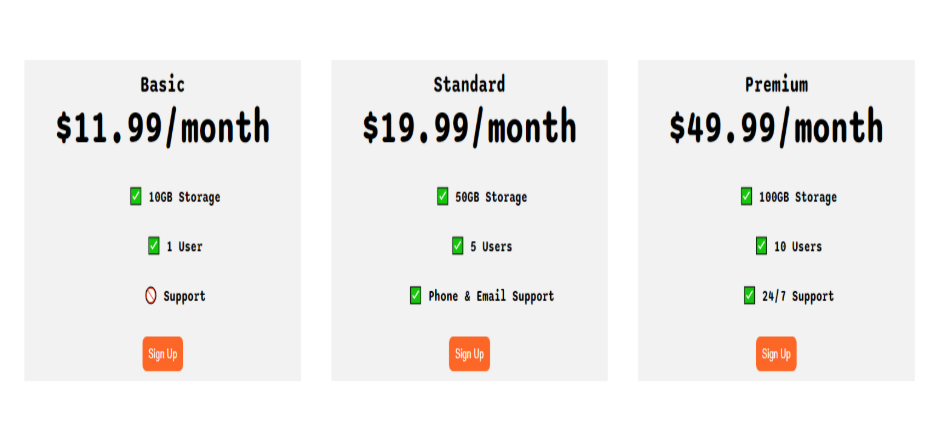 Basic
$11.99/month
✅ 10GB Storage
✅ 1 User
🚫 Support
Sign Up
Standard
$19.99/month
✅ 50GB Storage
✅ 5 Users
✅ Phone & Email Support
Sign Up
Premium
$49.99/month
✅ 100GB Storage
✅ 10 Users
✅ 24/7 Support
Sign Up